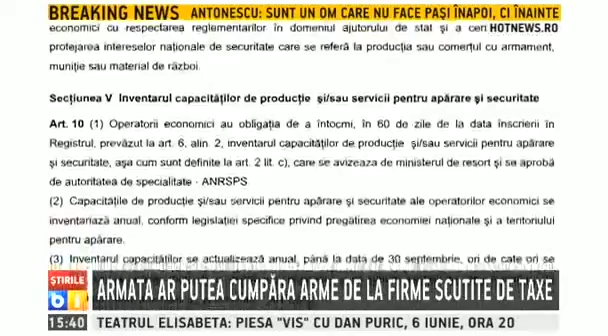 BREAKING NEWS ANTONESCU: SUNT UN OM CARE NU FACE PAȘI ÎNAPOI, CI ÎNAINTE
economici cu respectarea reglementarilor în domeniul ajutorului de stat și a HOTNEWS.RO
protejarea intereselor naționale de securitate care se referă la producția sau comerțul cu armament,
muniție sau material de război.
Secțiunea V Inventarul capacităților de producție și/sau servicii pentru apărare și securitate
Art. 10 (1) Operatorii economici au obligația de a întocmi, în 60 de zile de la data înscrierii în
Registrul, prevăzut la art. 6, alin. 2, inventarul capacităților de producție și/sau servicii pentru apărare
și securitate, așa cum sunt definite la art. 2 lit. c), care se avizeaza de ministerul de resort și se aprobă
de autoritatea de specialitate - ANRSPS
(2) Capacitățile de producție și/sau servicii pentru apărare și securitate ale operatorilor economici se
inventariază anual, conform legislației specifice privind pregătirea economiei naționale și a teritoriului
pentru apărare.
(3) Inventarul capacităților se actualizează anual, până la data de 30 septembrie, ori de cate ori se
ȘTIRILE
b1 ARMATA AR PUTEA CUMPĂRA ARME DE LA FIRME SCUTITE DE TAXE
15:40 TEATRUL ELISABETA: PIESA "VIS" CU DAN PURIC, 6 IUNIE, ORA 20